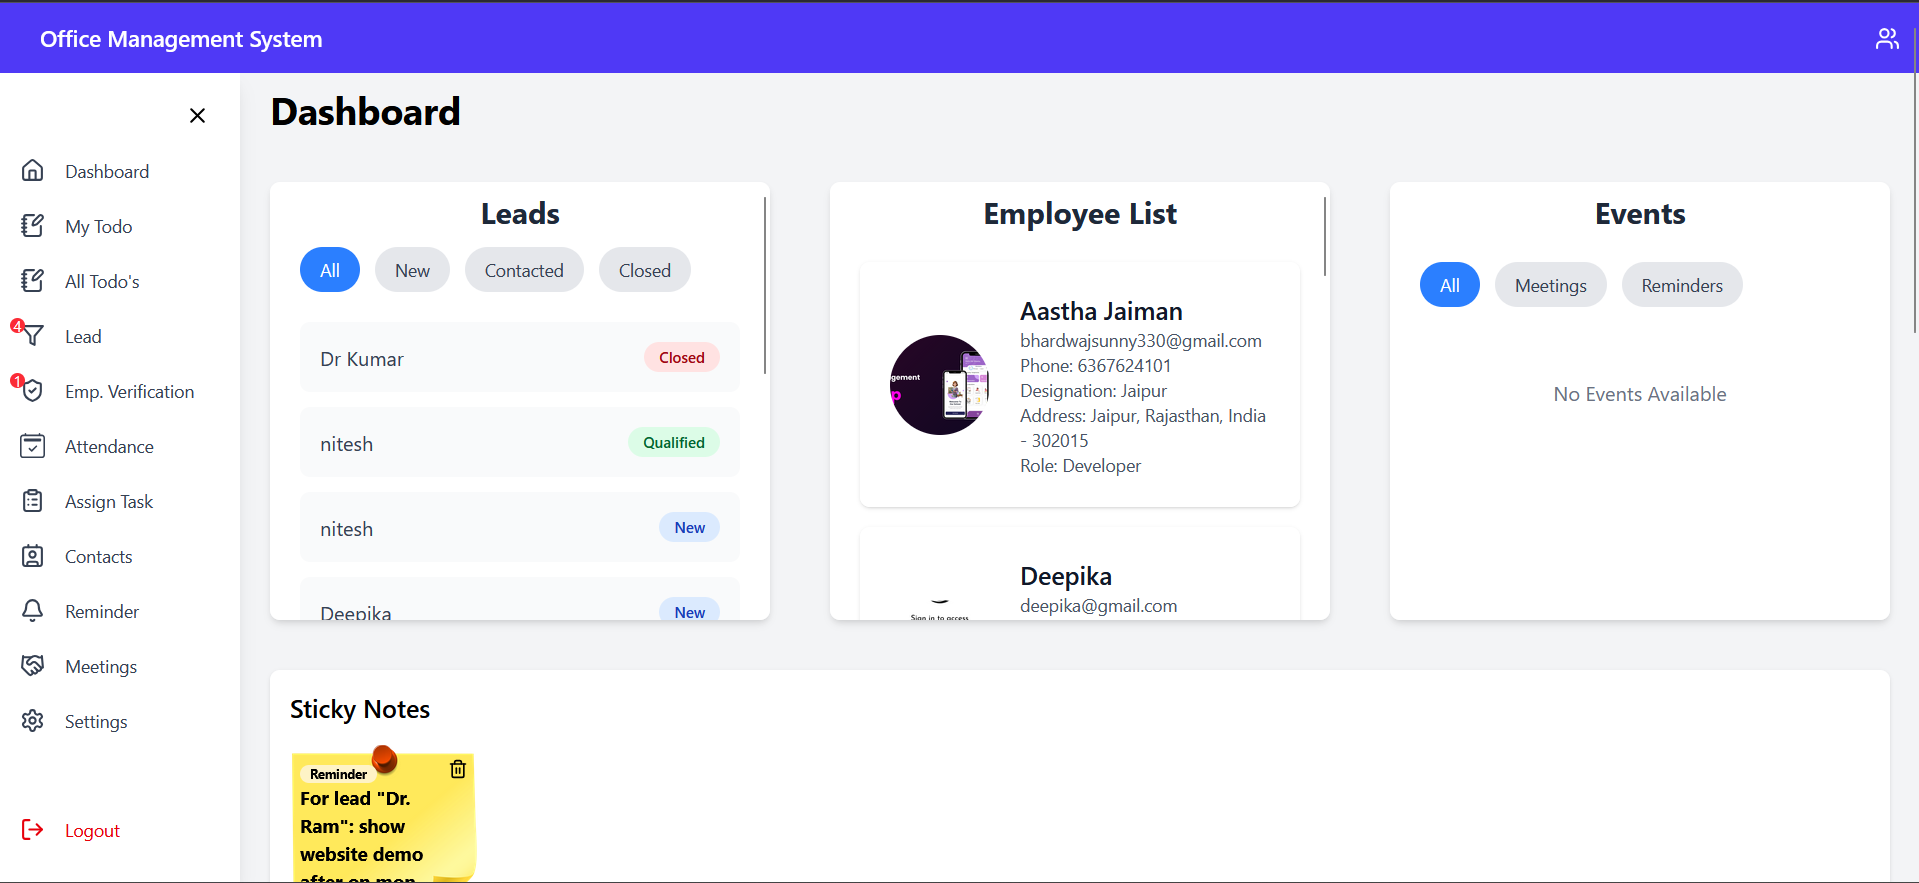 Office Management System
Dashboard
My Todo
All Todo's
4
Lead
1
Emp. Verification
Attendance
Assign Task
Contacts
Reminder
Meetings
Settings
Logout
Dashboard
Leads
All New Contacted Closed
Dr Kumar Closed
nitesh Qualified
nitesh New
Deepika New
Employee List
Aastha Jaiman
bhardwajsunny330@gmail.com
Phone: 6367624101
Designation: Jaipur
Address: Jaipur, Rajasthan, India
- 302015
Role: Developer
gement
p
Deepika
deepika@gmail.com
Sign in to access
Events
All Meetings Reminders
No Events Available
Sticky Notes
Reminder
For lead "Dr.
Ram": show
website demo
after on mon